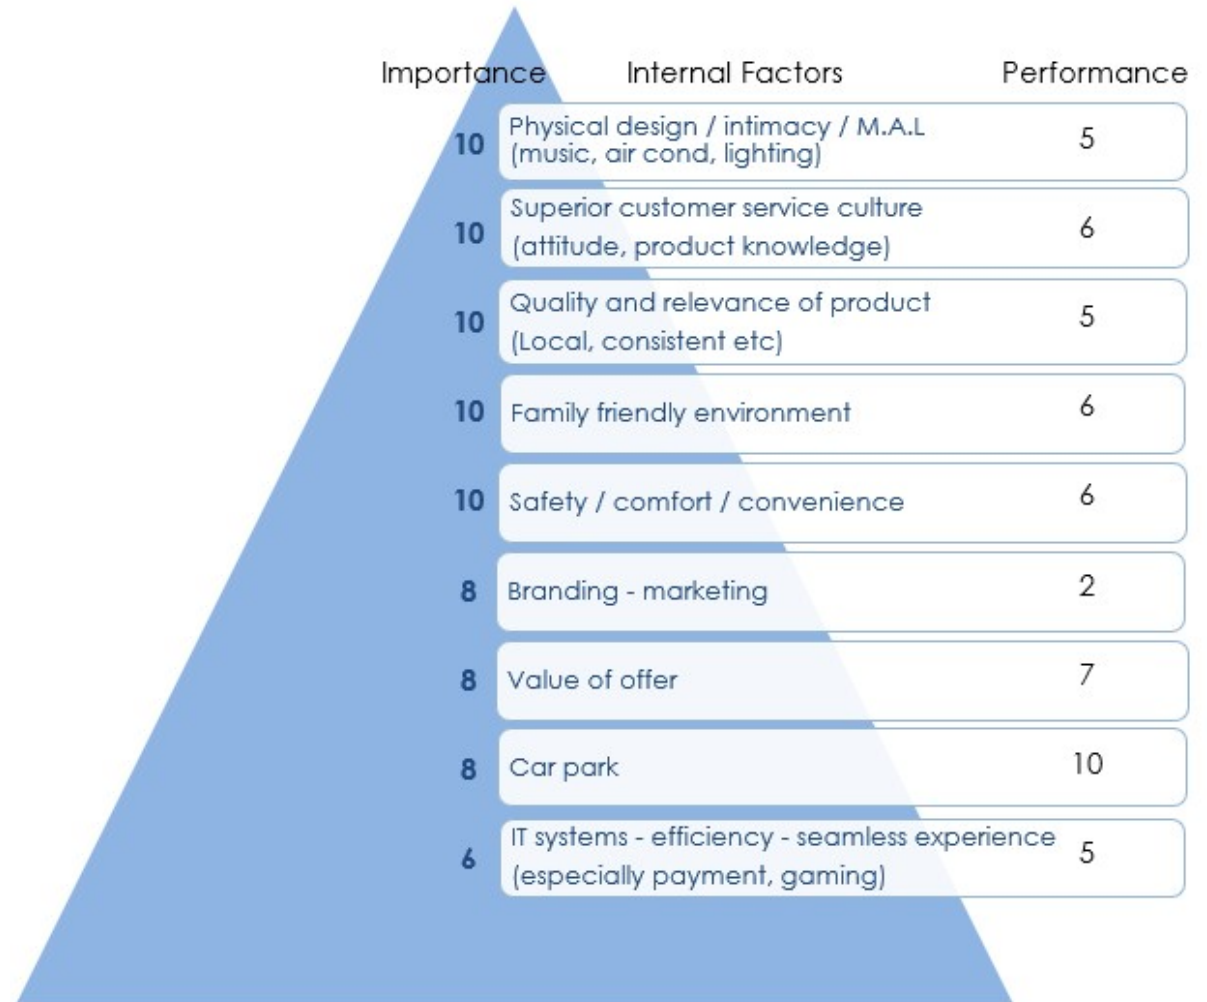 Importance Internal Factors Performance
10 Physical design / intimacy / M.A.L 5
(music, air cond, lighting)
10 Superior customer service culture 6
(attitude, product knowledge)
10 Quality and relevance of product 5
(Local, consistent etc)
10 Family friendly environment 6
10 Safety / comfort / convenience 6
8 Branding - marketing 2
8 Value of offer 7
8 Car park 10
6 IT systems - efficiency - seamless experience 5
(especially payment, gaming)